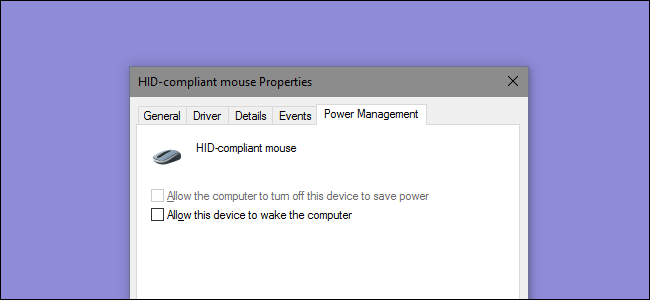 HID-compliant mouse Properties
General Driver Details Events Power Management
HID-compliant mouse
Allow the computer to turn off this device to save power
Allow this device to wake the computer